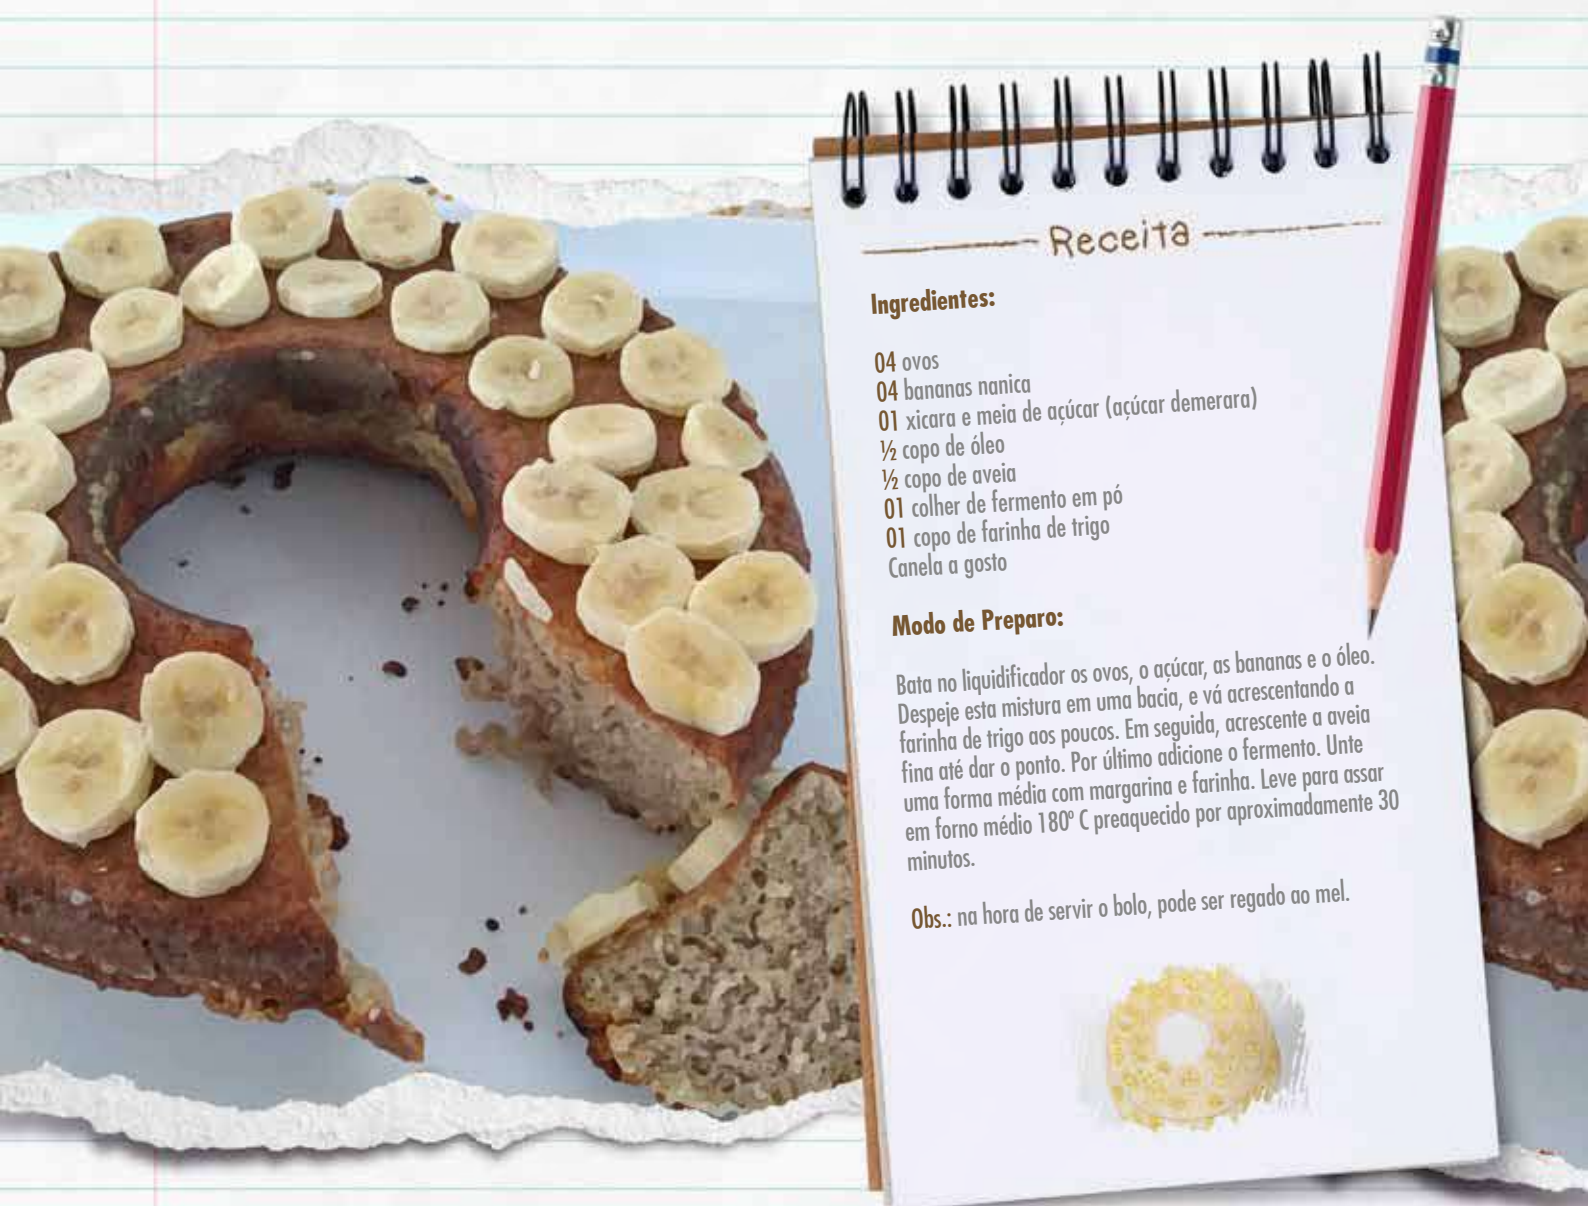 Receita
Ingredientes:
04 ovos
04 bananas nanica
01 xicara e meia de açúcar (açúcar demerara)
½ copo de óleo
½ copo de aveia
01 colher de fermento em pó
01 copo de farinha de trigo
Canela a gosto
Modo de Preparo:
Bata no liquidificador os ovos, o açúcar, as bananas e o óleo.
Despeje esta mistura em uma bacia, e vá acrescentando a
farinha de trigo aos poucos. Em seguida, acrescente a aveia
fina até dar o ponto. Por último adicione o fermento. Unte
uma forma média com margarina e farinha. Leve para assar
em forno médio 180º C preaquecido por aproximadamente 30
minutos.
Obs.: na hora de servir o bolo, pode ser regado ao mel.